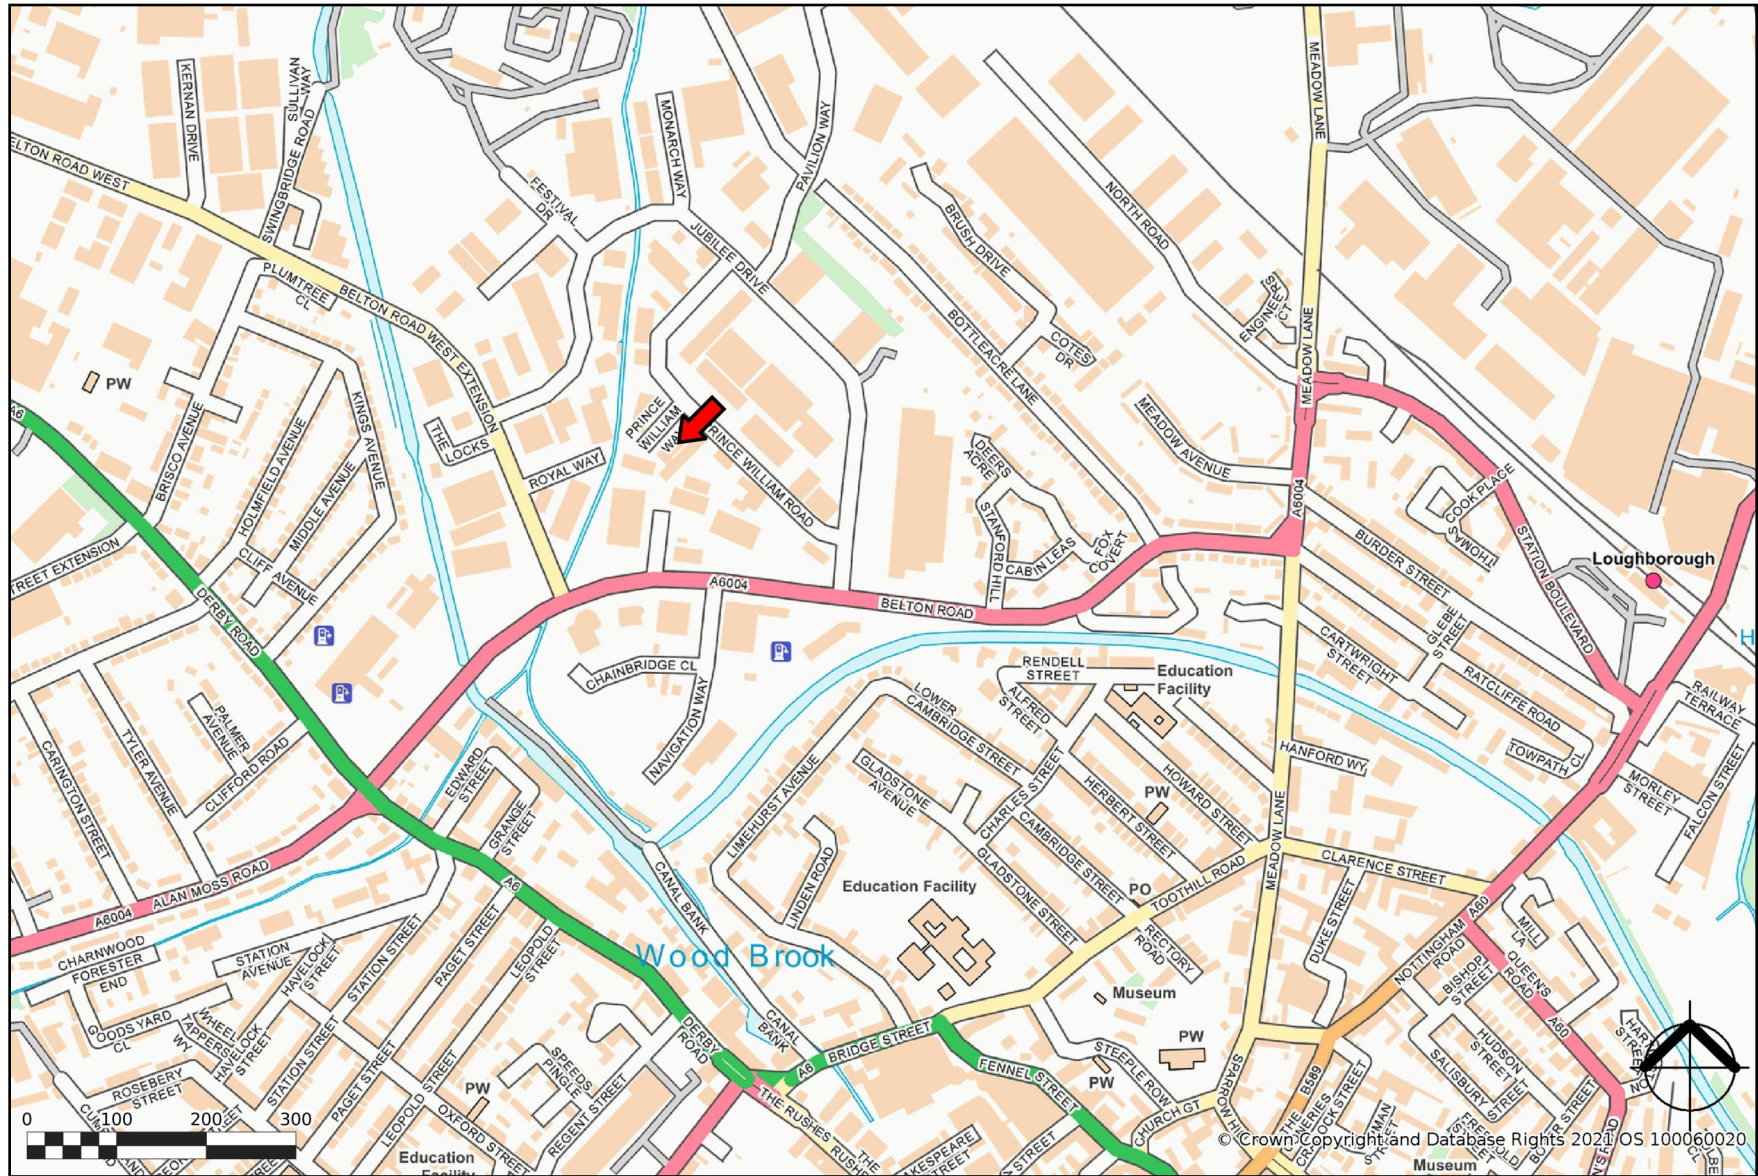 KERNAN DRIVE
SULLIVAN
WAY
SWINGBRIDGE ROAD
BELTON ROAD WEST
MONARCH WAY
PAVILION WAY
MEADOW LANE
FESTIVAL
DR
JUBILEE DRIVE
BRUSH DRIVE
NORTH ROAD
PLUMTREE
CL
BELTON ROAD WEST EXTENSION
BOTTLEACRE LANE
COTES
DR
ENGINEERS
CT
MEADOW LANE
PW
A6
BRISCO AVENUE
HOLMFIELD AVENUE
KINGS AVENUE
MIDDLE AVENUE
CLIFF AVENUE
THE
LOCKS
ROYAL WAY
PRINCE
WILLIAM
PRINCE WILLIAM ROAD
DEERS
ACRE
MEADOW AVENUE
A6004
COOK PLACE
THOMAS
STATION BOULEVARD
BURDER STREET
Loughborough
STREET EXTENSION
DERBY ROAD
STANFORD HILL
CABIN LEAS
FOX
COVERT
A6004
BELTON ROAD
GLEBE
STREET
CARTWRIGHT
STREET
RATCLIFFE ROAD
H
CHAINBRIDGE CL
NAVIGATION WAY
RENDELL
STREET
Education
Facility
ALFRED
STREET
LOWER
CAMBRIDGE STREET
RAILWAY
TERRACE
TOWPATH CL
HANFORD WY
MORLEY
STREET
FALCON STREET
PALMER
AVENUE
CLIFFORD ROAD
TYLER AVENUE
CARINGTON STREET
EDWARD
STREET
GRANGE
STREET
LIMEHURST AVENUE
GLADSTONE
AVENUE
CHARLES STREET
HERBERT STREET
HOWARD STREET
PW
CAMBRIDGE STREET
GLADSTONE STREET
MEADOW LANE
CLARENCE STREET
TOOTHILL ROAD
PO
Education Facility
LINDEN ROAD
CANAL BANK
A6004
ALAN MOSS ROAD
A6
A60
DUKE STREET
NOTTINGHAM
ROAD
MILL
LA
QUEEN'S
ROAD
BISHOP
STREET
RECTORY
ROAD
Museum
Wood Brook
CHARNWOOD
FORESTER
END
STATION
AVENUE
HAVELOCK
STREET
STATION STREET
PAGET STREET
LEOPOLD
STREET
GOODS YARD
CL
WHEEL
TAPPERS
WY
HAVELOCK
STREET
STATION STREET
DERBY
ROAD
CANAL
BANK
A6
BRIDGE STREET
FENNEL STREET
STEEPLE ROW
PW
PW
A60
HUDSON
STREET
SALISBURY
STREET
ROSEBERY
STREET
PAGET STREET
LEOPOLD STREET
PW
SPEEDS
PINGLE
OXFORD STREET
REGENT STREET
THE RUSHES
THE
RUSHES
CHURCH GT
SPARROW HILL
B589
0 100 200 300
Education
Facility
© Crown Copyright and Database Rights 2021 OS 100060020
Museum